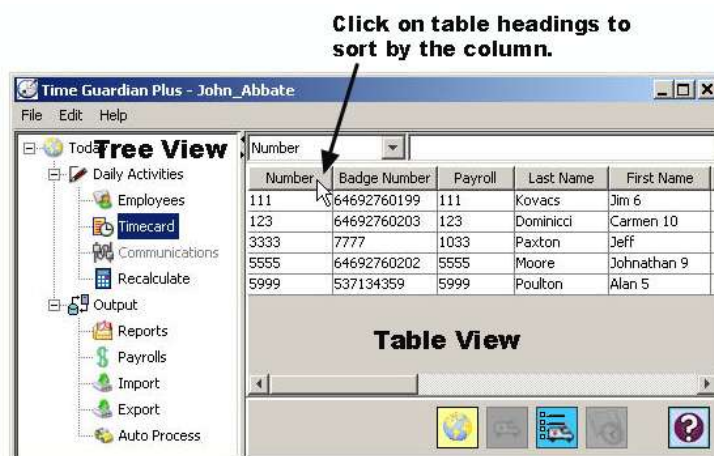 Click on table headings to
sort by the column.
Time Guardian Plus - John_Abbate
File Edit Help
Today
Tree View
Daily Activities
Employees
Timecard
Communications
Recalculate
Output
Reports
Payrolls
Import
Export
Auto Process
Number
Number Badge Number Payroll Last Name First Name
111 64692760199 111 Kovacs Jim 6
123 64692760203 123 Dominicci Carmen 10
3333 7777 1033 Paxton Jeff
5555 64692760202 5555 Moore Johnathan 9
5999 537134359 5999 Poulton Alan 5
Table View